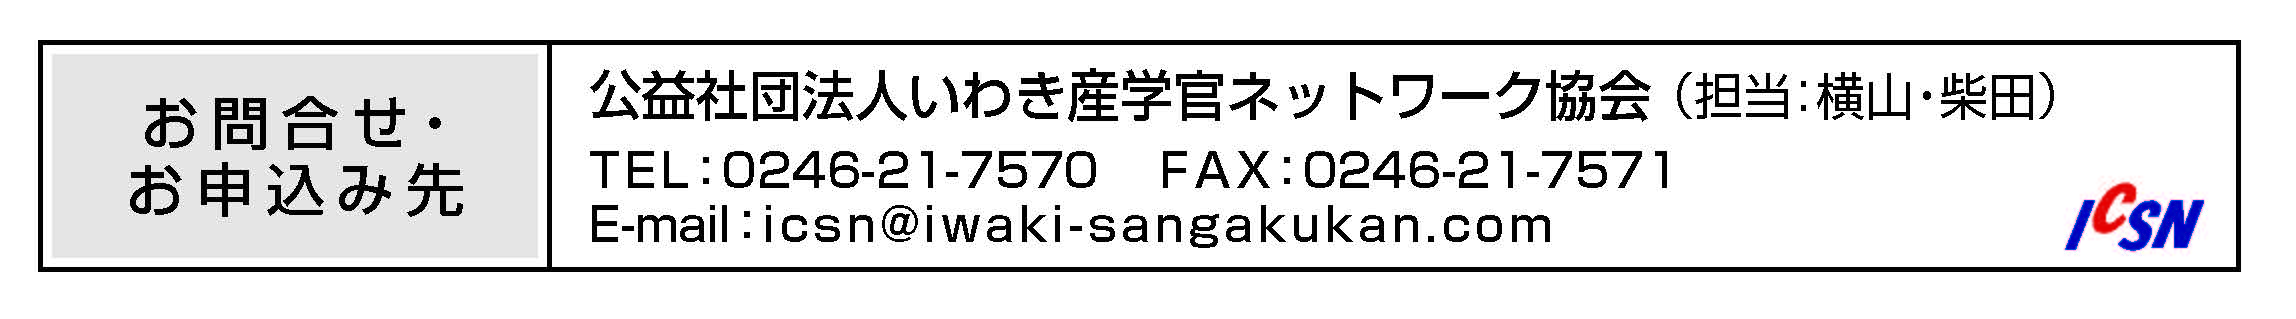 お問合せ・
お申込み先
公益社団法人いわき産学官ネットワーク協会（担当：横山・柴田）
TEL：0246-21-7570　FAX：0246-21-7571
E-mail：icsn@iwaki-sangakukan.com
ICSN